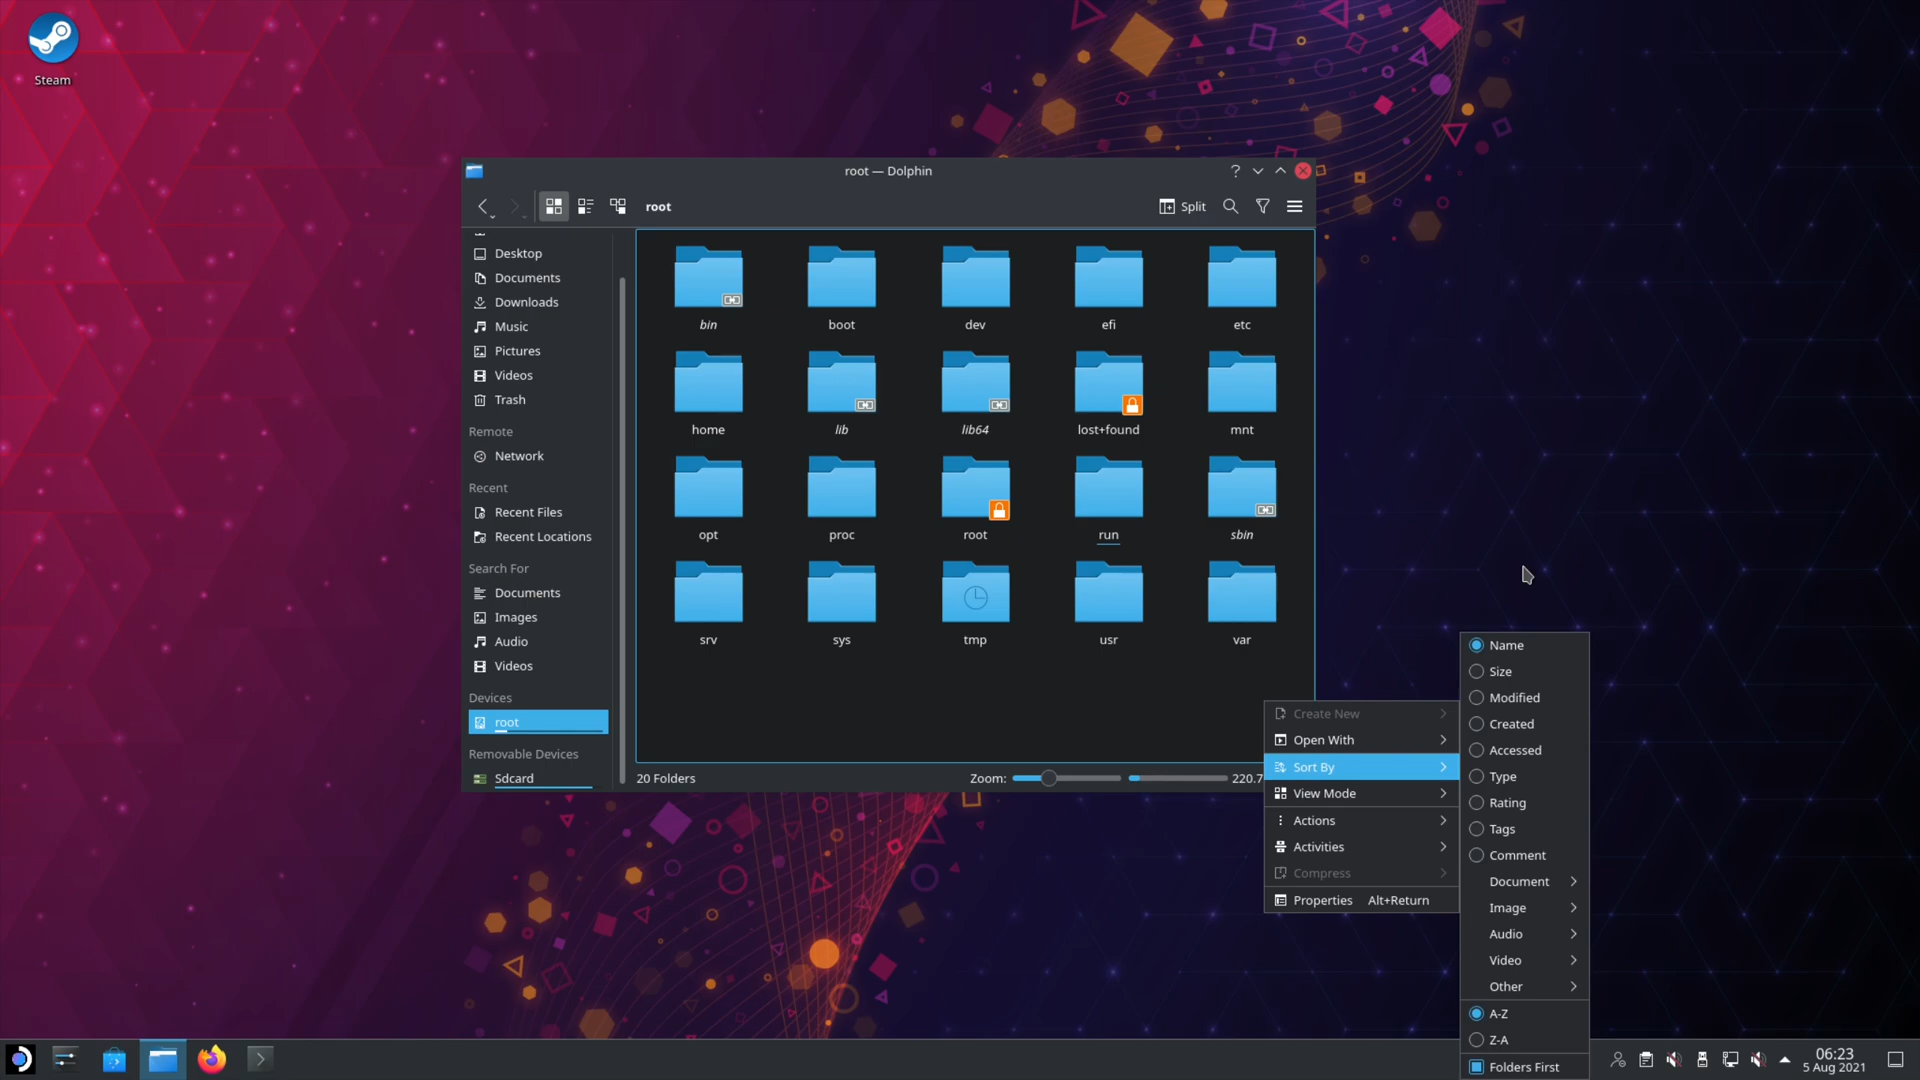 Steam
root — Dolphin
root
Split
Desktop
Documents
Downloads
Music
Pictures
Videos
Trash
Remote
Network
Recent
Recent Files
Recent Locations
Search For
Documents
Images
Audio
Videos
Devices
root
Removable Devices
Sdcard
bin boot dev efi etc
home lib lib64 lost+found mnt
opt proc root run sbin
srv sys tmp usr var
20 Folders
Zoom:
220.7
Create New
Open With
Sort By
View Mode
Actions
Activities
Compress
Properties Alt+Return
Name
Size
Modified
Created
Accessed
Type
Rating
Tags
Comment
Document
Image
Audio
Video
Other
A-Z
Z-A
Folders First
06:23
5 Aug 2021